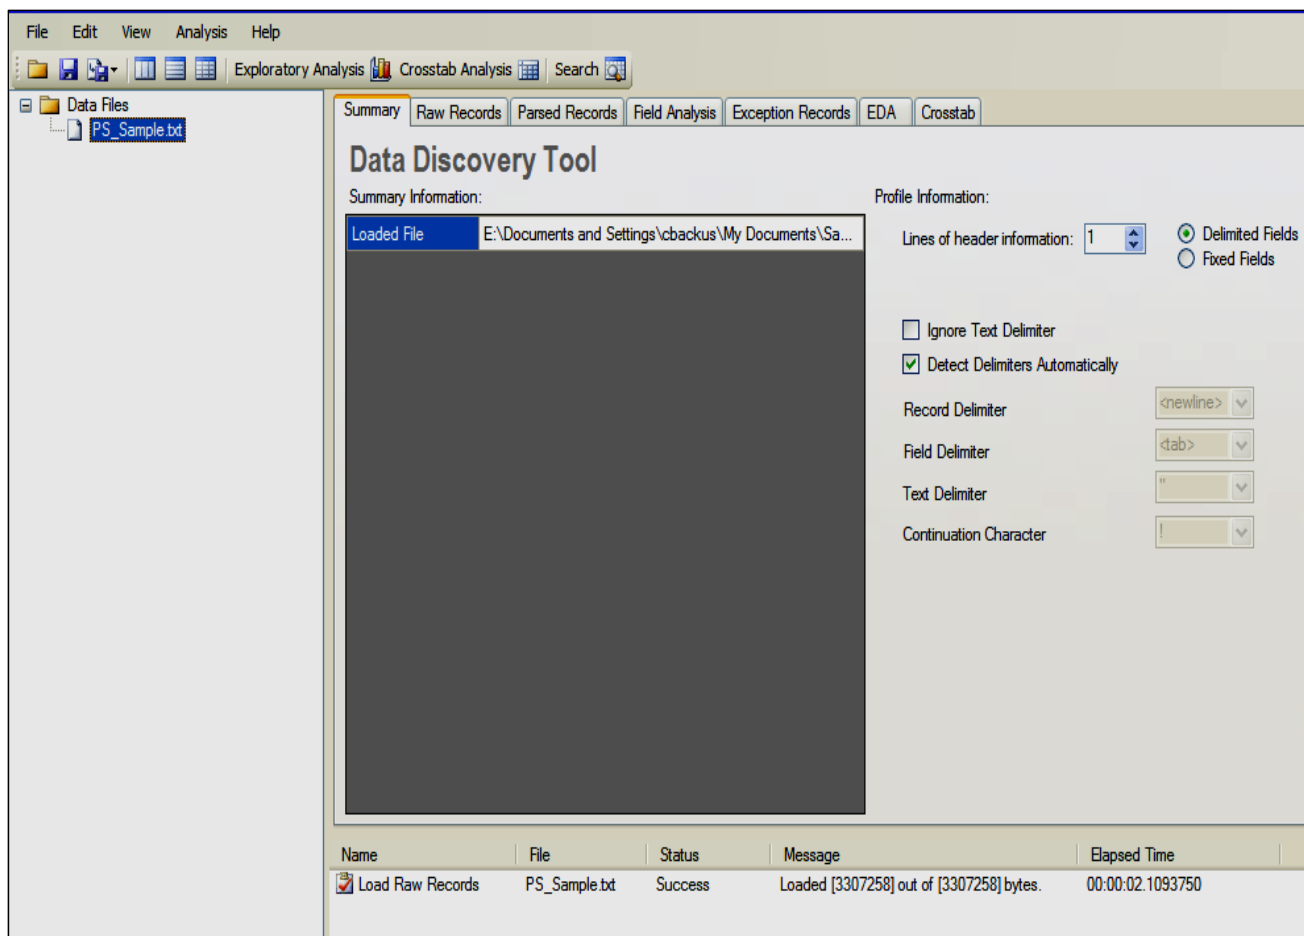 File Edit View Analysis Help
Exploratory Analysis Crosstab Analysis Search
Data Files
PS_Sample.txt
Summary Raw Records Parsed Records Field Analysis Exception Records EDA Crosstab
Data Discovery Tool
Summary Information:
Loaded File E:\Documents and Settings\cbackus\My Documents\Sa...
Profile Information:
Lines of header information: 1
Delimited Fields
Fixed Fields
Ignore Text Delimiter
Detect Delimiters Automatically
Record Delimiter <newline>
Field Delimiter <tab>
Text Delimiter "
Continuation Character !
Name File Status Message Elapsed Time
Load Raw Records PS_Sample.txt Success Loaded [3307258] out of [3307258] bytes. 00:00:02.1093750